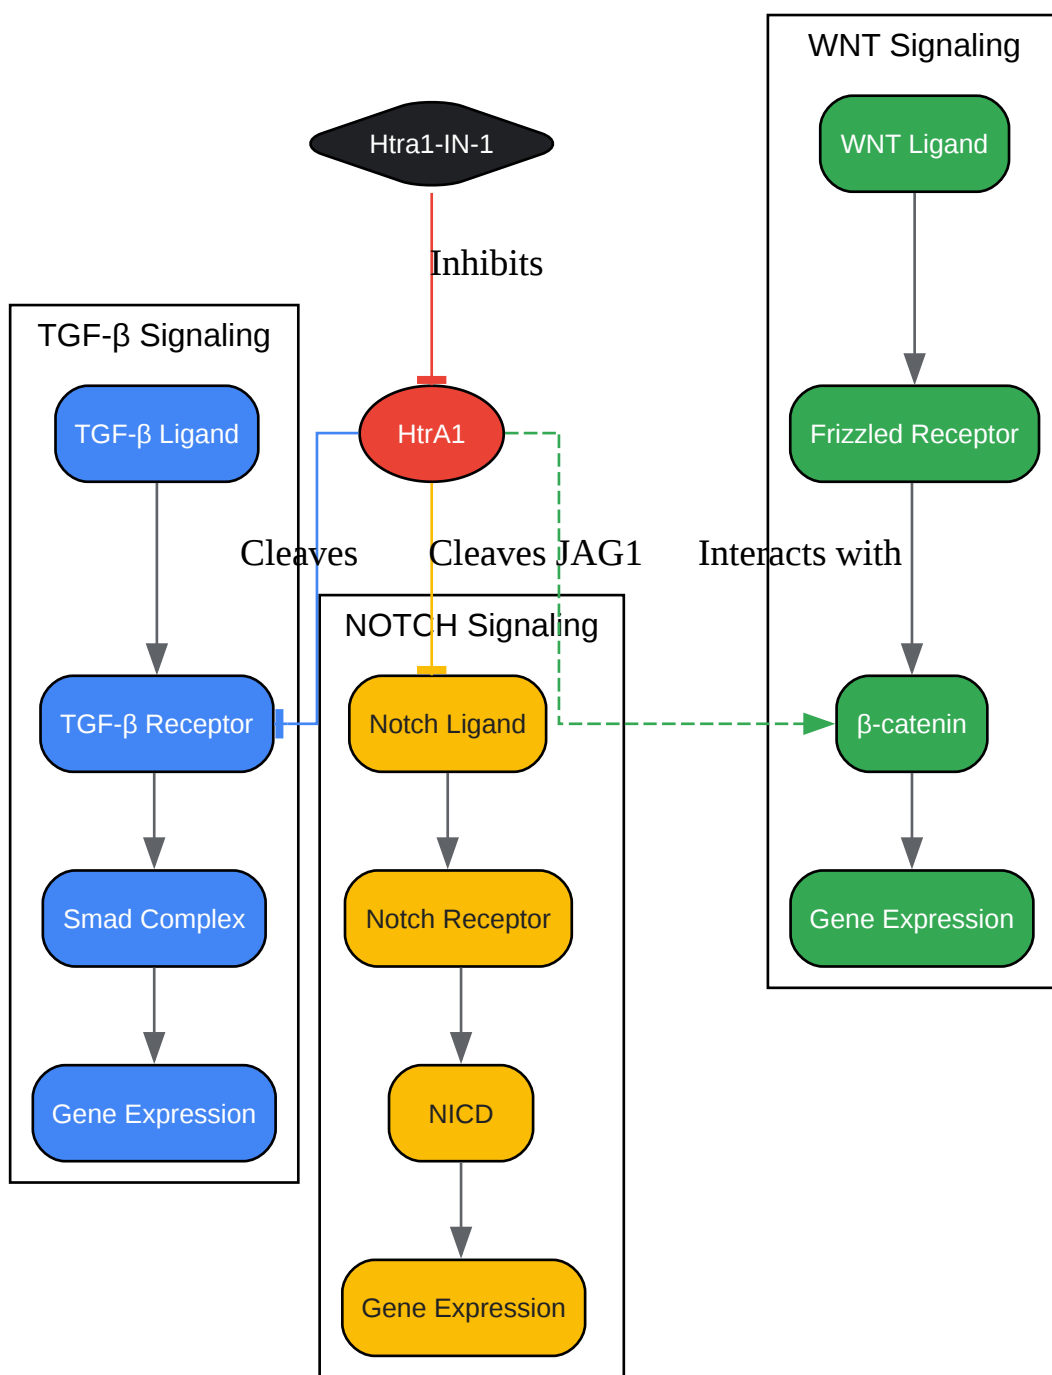 WNT Signaling
Htra1-IN-1
WNT Ligand
Inhibits
TGF-β Signaling
TGF-β Ligand
HtrA1
Frizzled Receptor
Cleaves
Cleaves JAG1
Interacts with
NOTCH Signaling
TGF-β Receptor
Notch Ligand
β-catenin
Smad Complex
Notch Receptor
Gene Expression
Gene Expression
NICD
Gene Expression